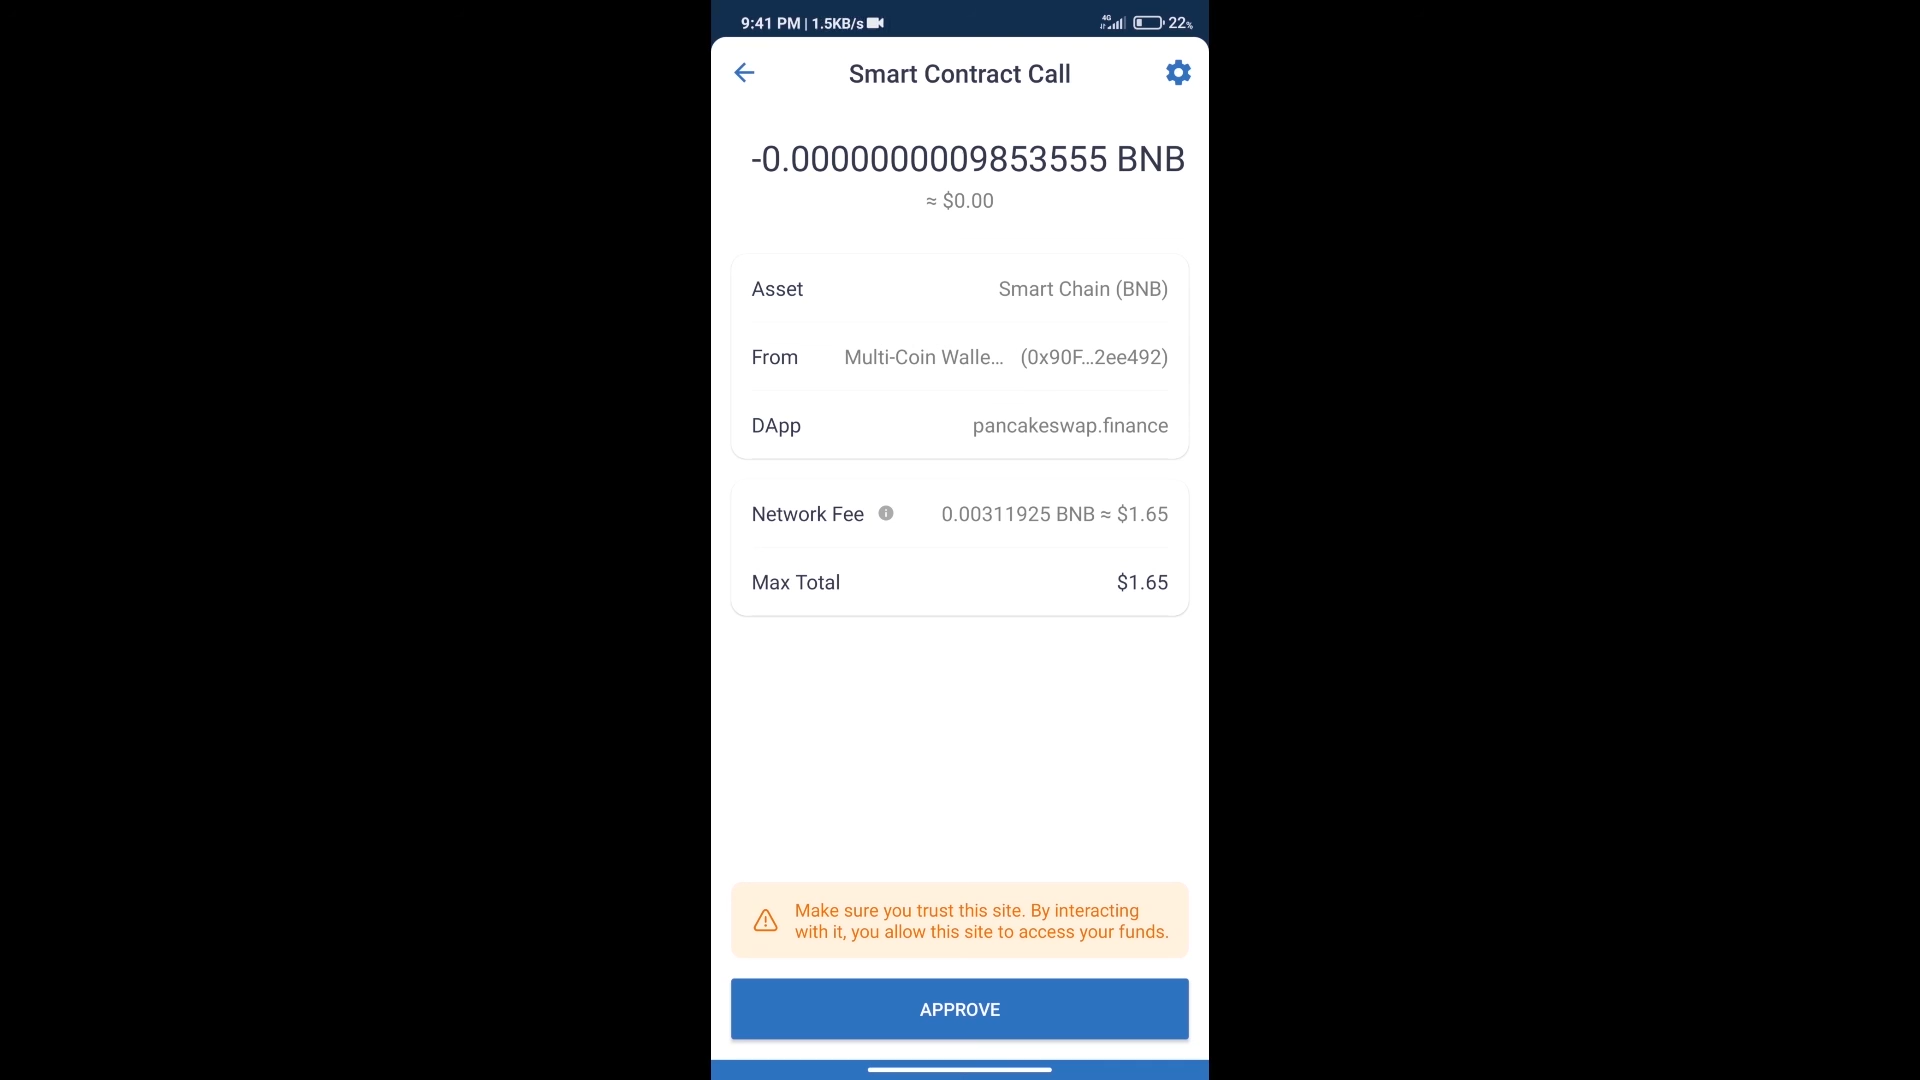 9:41 PM | 1.5KB/s 4G 22%
Smart Contract Call
-0.0000000009853555 BNB
≈ $0.00
Asset Smart Chain (BNB)
From Multi-Coin Walle... (0x90F...2ee492)
DApp pancakeswap.finance
Network Fee 0.00311925 BNB ≈ $1.65
Max Total $1.65
Make sure you trust this site. By interacting
with it, you allow this site to access your funds.
APPROVE